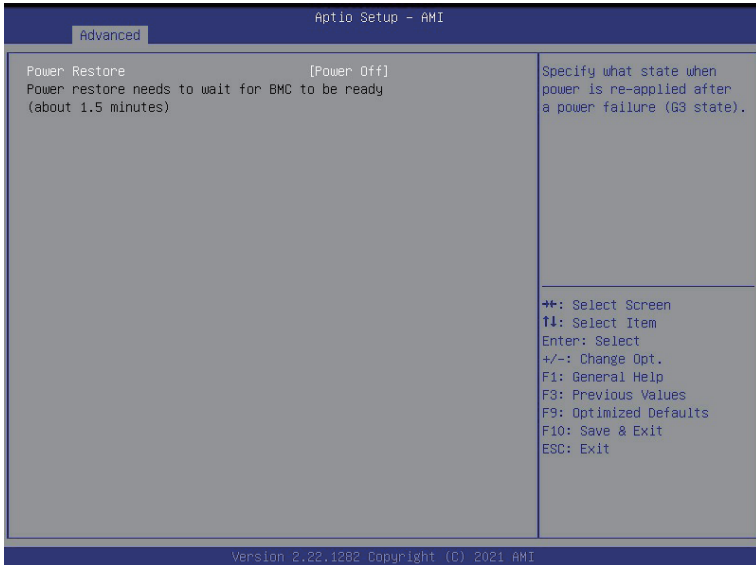 Aptio Setup – AMI
Advanced
Power Restore [Power Off]
Power restore needs to wait for BMC to be ready
(about 1.5 minutes)
Specify what state when
power is re-applied after
a power failure (G3 state).
→←: Select Screen
↑↓: Select Item
Enter: Select
+/-: Change Opt.
F1: General Help
F3: Previous Values
F9: Optimized Defaults
F10: Save & Exit
ESC: Exit
Version 2.22.1282 Copyright (C) 2021 AMI